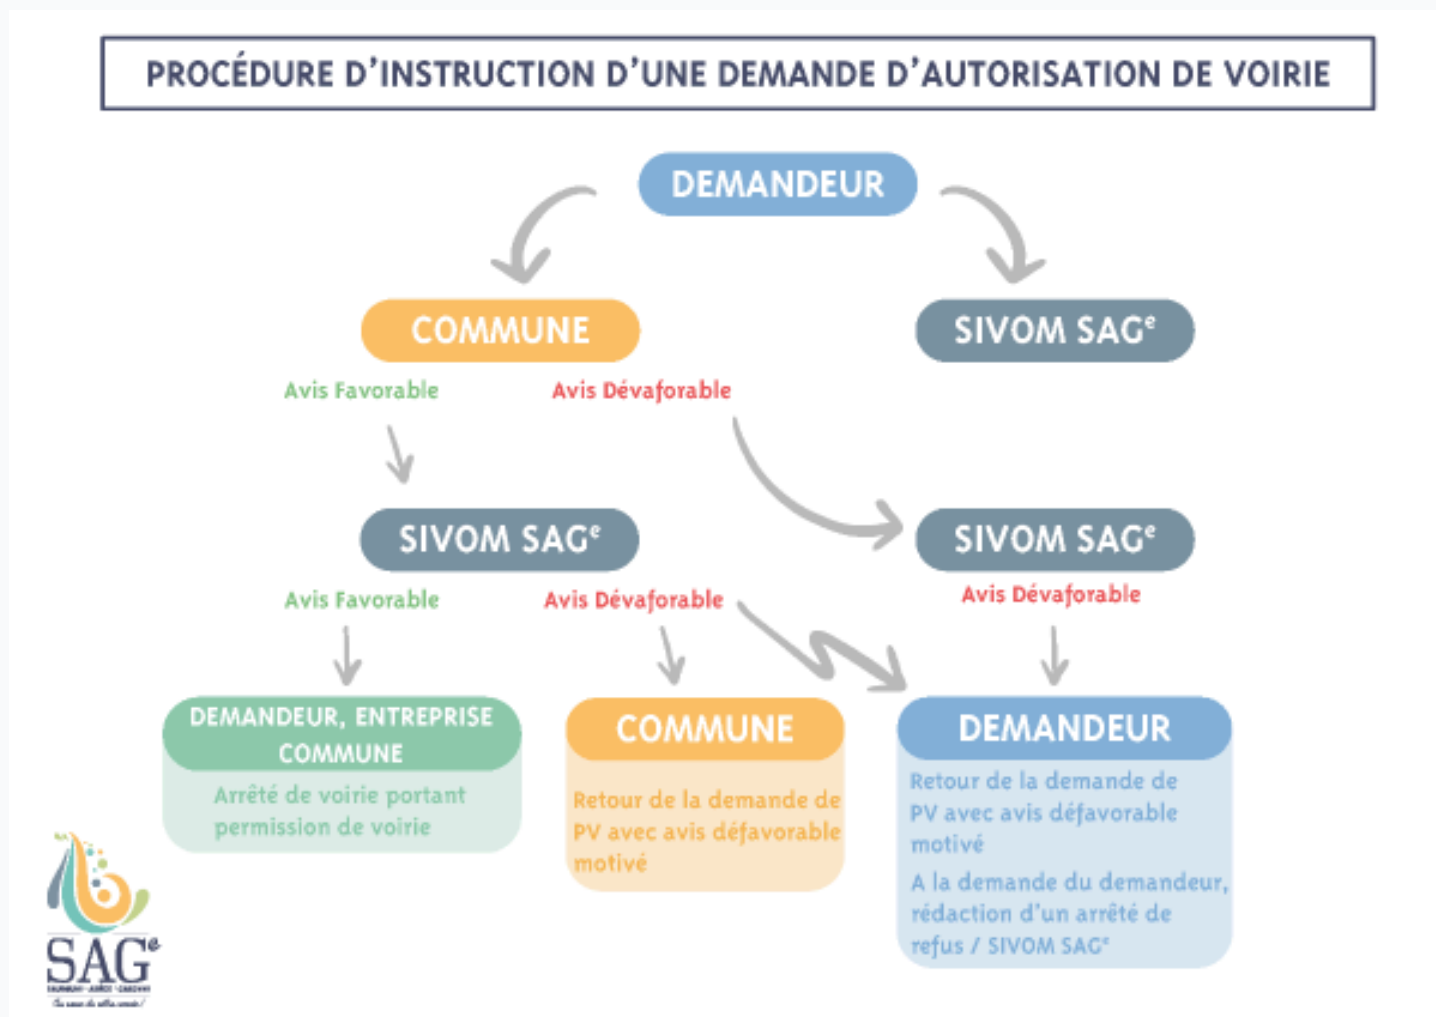 PROCÉDURE D'INSTRUCTION D'UNE DEMANDE D'AUTORISATION DE VOIRIE
DEMANDEUR
COMMUNE
SIVOM SAGᵉ
Avis Favorable
Avis Dévaforable
SIVOM SAGᵉ
SIVOM SAGᵉ
Avis Favorable
Avis Dévaforable
Avis Dévaforable
DEMANDEUR, ENTREPRISE
COMMUNE
Arrêté de voirie portant
permission de voirie
COMMUNE
Retour de la demande de
PV avec avis défavorable
motivé
DEMANDEUR
Retour de la demande de
PV avec avis défavorable
motivé
A la demande du demandeur,
rédaction d'un arrêté de
refus / SIVOM SAGᵉ
SAGᵉ